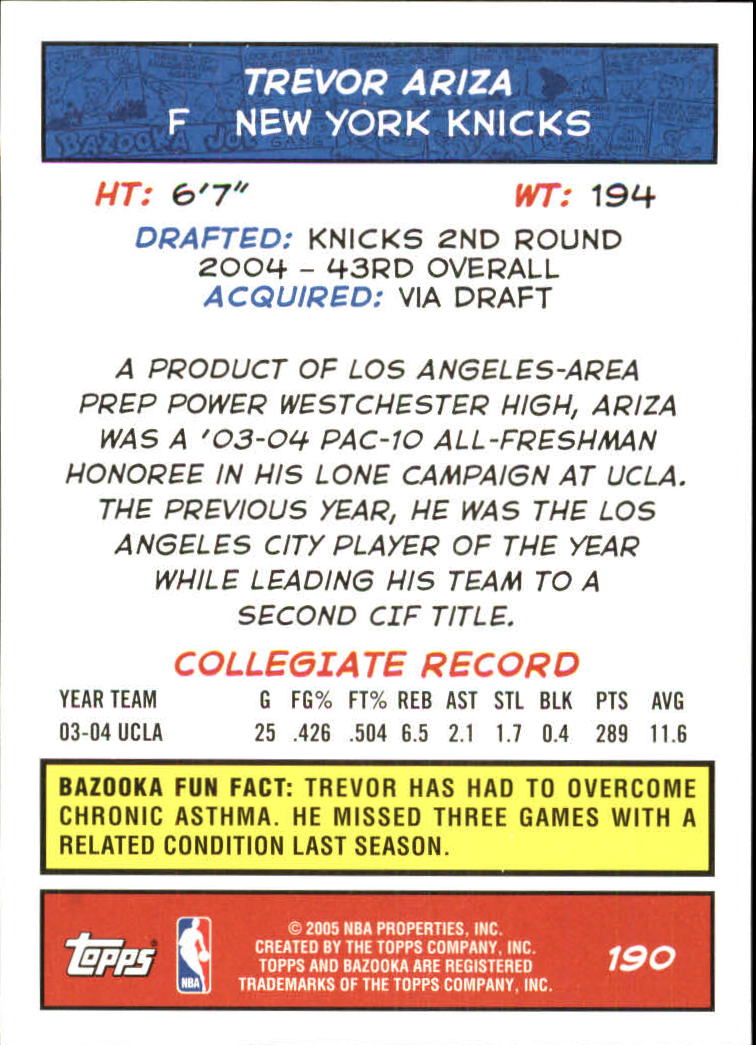 TREVOR ARIZA
F NEW YORK KNICKS
BAZOOKA JOE
HT: 6'7" WT: 194
DRAFTED: KNICKS 2ND ROUND
2004 - 43RD OVERALL
ACQUIRED: VIA DRAFT
A PRODUCT OF LOS ANGELES-AREA
PREP POWER WESTCHESTER HIGH, ARIZA
WAS A '03-04 PAC-10 ALL-FRESHMAN
HONOREE IN HIS LONE CAMPAIGN AT UCLA.
THE PREVIOUS YEAR, HE WAS THE LOS
ANGELES CITY PLAYER OF THE YEAR
WHILE LEADING HIS TEAM TO A
SECOND CIF TITLE.
COLLEGIATE RECORD
YEAR TEAM G FG% FT% REB AST STL BLK PTS AVG
03-04 UCLA 25 .426 .504 6.5 2.1 1.7 0.4 289 11.6
BAZOOKA FUN FACT: TREVOR HAS HAD TO OVERCOME
CHRONIC ASTHMA. HE MISSED THREE GAMES WITH A
RELATED CONDITION LAST SEASON.
topps® NBA
© 2005 NBA PROPERTIES, INC.
CREATED BY THE TOPPS COMPANY, INC.
TOPPS AND BAZOOKA ARE REGISTERED
TRADEMARKS OF THE TOPPS COMPANY, INC.
190